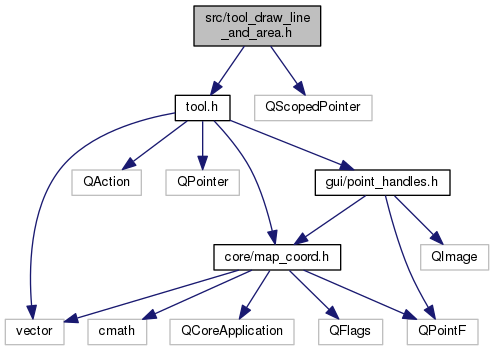 src/tool_draw_line
_and_area.h
tool.h
QScopedPointer
QAction
QPointer
gui/point_handles.h
core/map_coord.h
QImage
vector
cmath
QCoreApplication
QFlags
QPointF